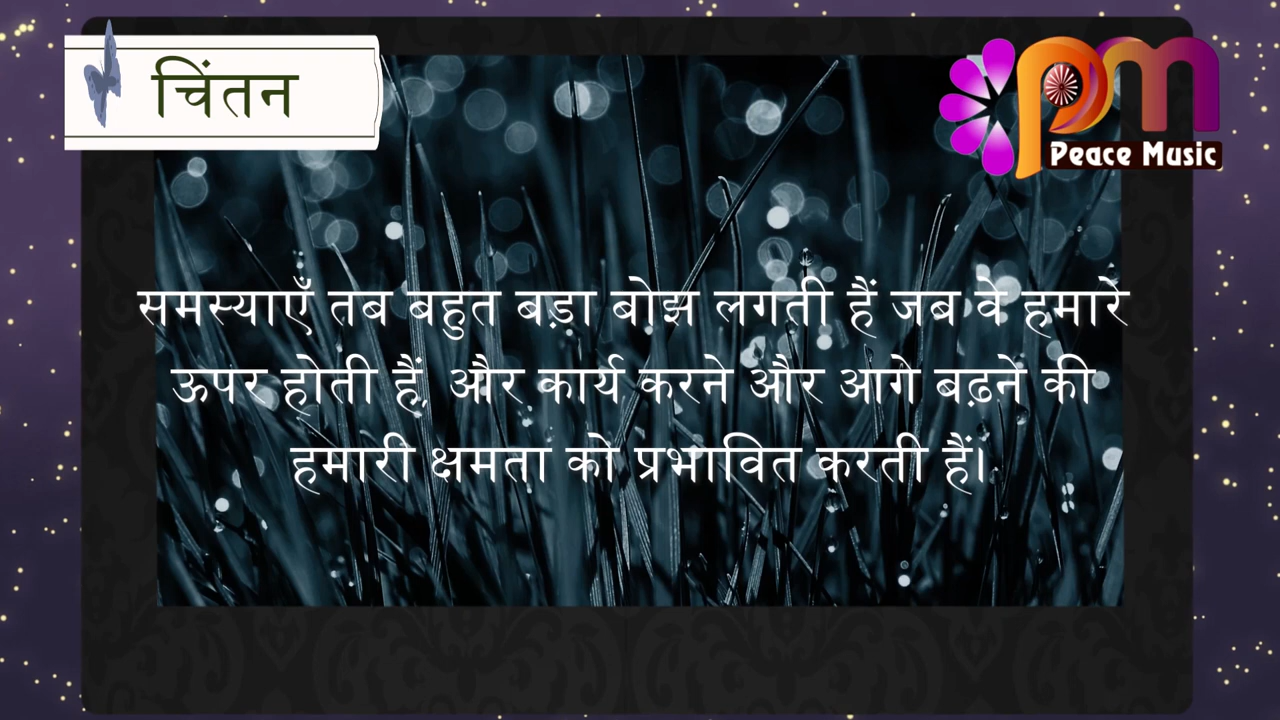 चिंतन
pm
Peace Music
समस्याएँ तब बहुत बड़ा बोझ लगती हैं जब वे हमारे
ऊपर होती हैं, और कार्य करने और आगे बढ़ने की
हमारी क्षमता को प्रभावित करती हैं।